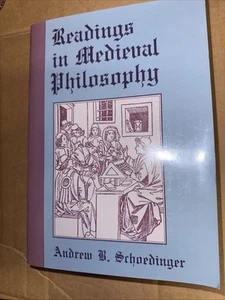 Readings
in Medieval
Philosophy
Andrew B. Schoedinger